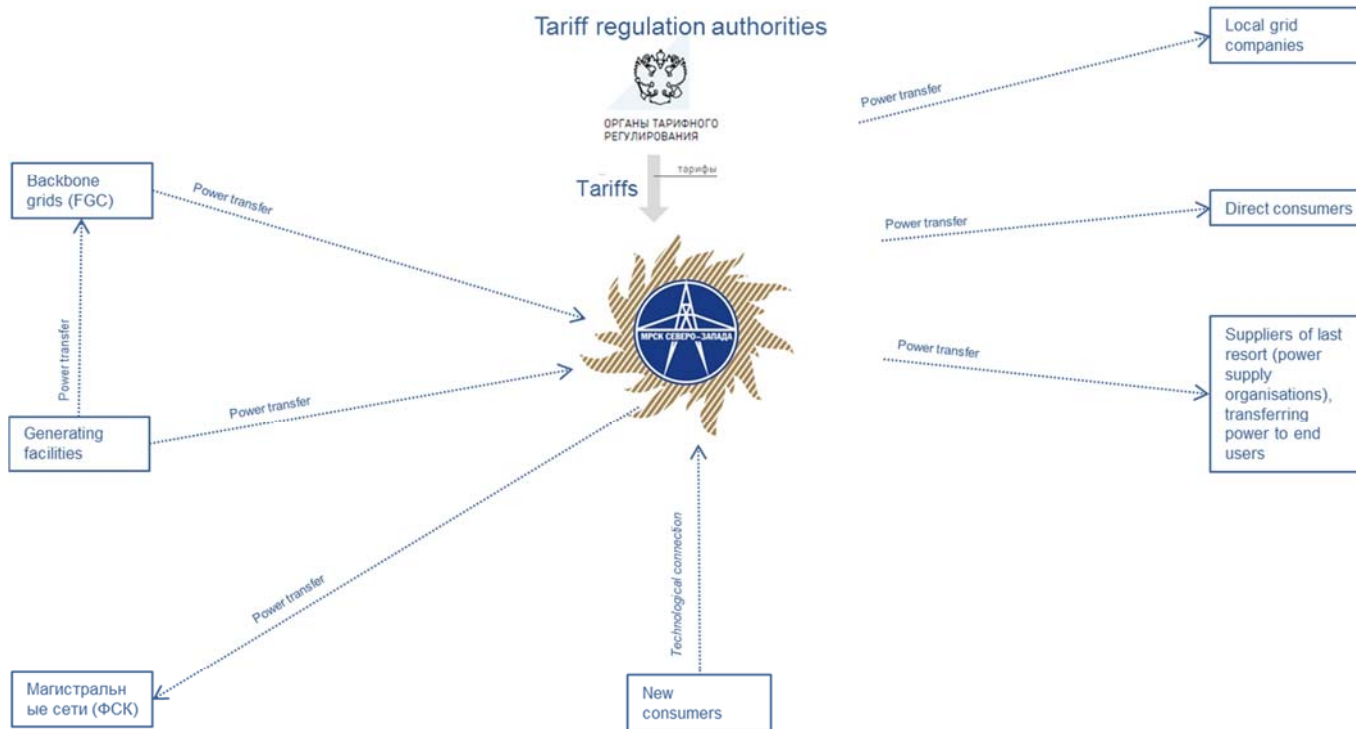 Tariff regulation authorities
ОРГАНЫ ТАРИФНОГО
РЕГУЛИРОВАНИЯ
тарифы
Tariffs
Local grid
companies
Power transfer
Backbone
grids (FGC)
Power transfer
Direct consumers
Power transfer
МРСК СЕВЕРО-ЗАПАДА
Power transfer
Suppliers of last
resort (power
supply
organisations),
transferring
power to end
users
Power transfer
Generating
facilities
Power transfer
Power transfer
Technological connection
Магистральн
ые сети (ФСК)
New
consumers